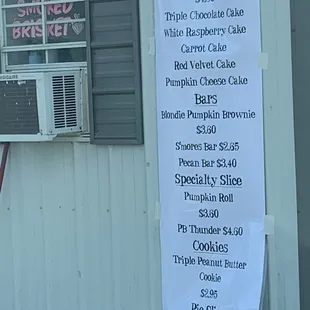 SMOKED
BRISKET
Triple Chocolate Cake
White Raspberry Cake
Carrot Cake
Red Velvet Cake
Pumpkin Cheese Cake
Bars
Blondie Pumpkin Brownie
$3.60
S'mores Bar $2.65
Pecan Bar $3.40
Specialty Slice
Pumpkin Roll
$3.60
PB Thunder $4.60
Cookies
Triple Peanut Butter
Cookie
$2.95